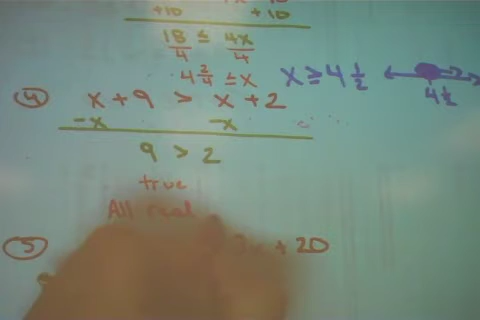 +10 +10
18 ≤ 4x
4 4
4 2/4 ≤ x x ≥ 4 1/2
4 1/2
④ x + 9 > x + 2
-x -x
9 > 2
true
All real
⑤ + 20